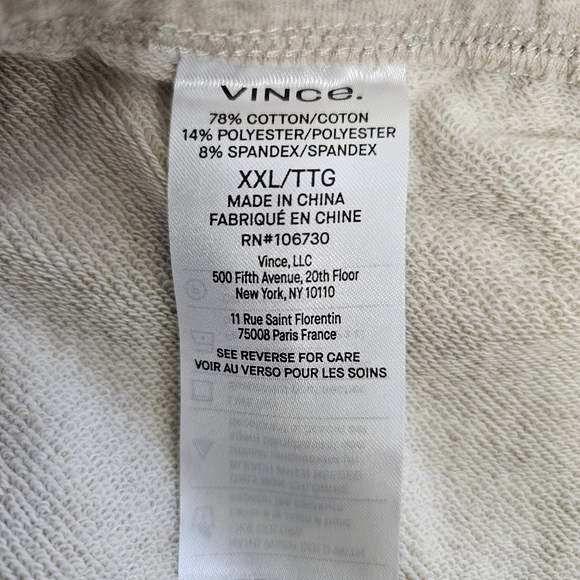 VINCE.
78% COTTON/COTON
14% POLYESTER/POLYESTER
8% SPANDEX/SPANDEX
XXL/TTG
MADE IN CHINA
FABRIQUÉ EN CHINE
RN#106730
Vince, LLC
500 Fifth Avenue, 20th Floor
New York, NY 10110
11 Rue Saint Florentin
75008 Paris France
SEE REVERSE FOR CARE
VOIR AU VERSO POUR LES SOINS